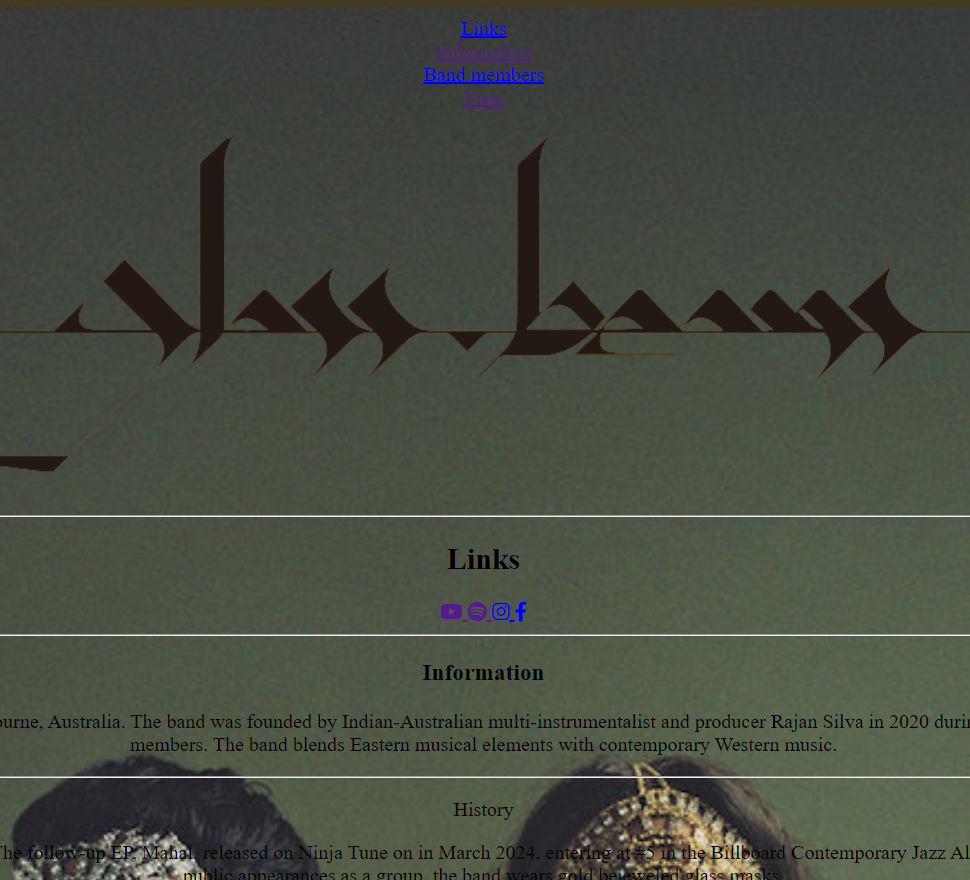 Links
Information
Band members
View
Links
Information
ourne, Australia. The band was founded by Indian-Australian multi-instrumentalist and producer Rajan Silva in 2020 durin
members. The band blends Eastern musical elements with contemporary Western music.
History
The follow-up EP, Mahal, released on Ninja Tune on in March 2024, entering at #5 in the Billboard Contemporary Jazz Al
public appearances as a group, the band wears gold bejeweled glass masks